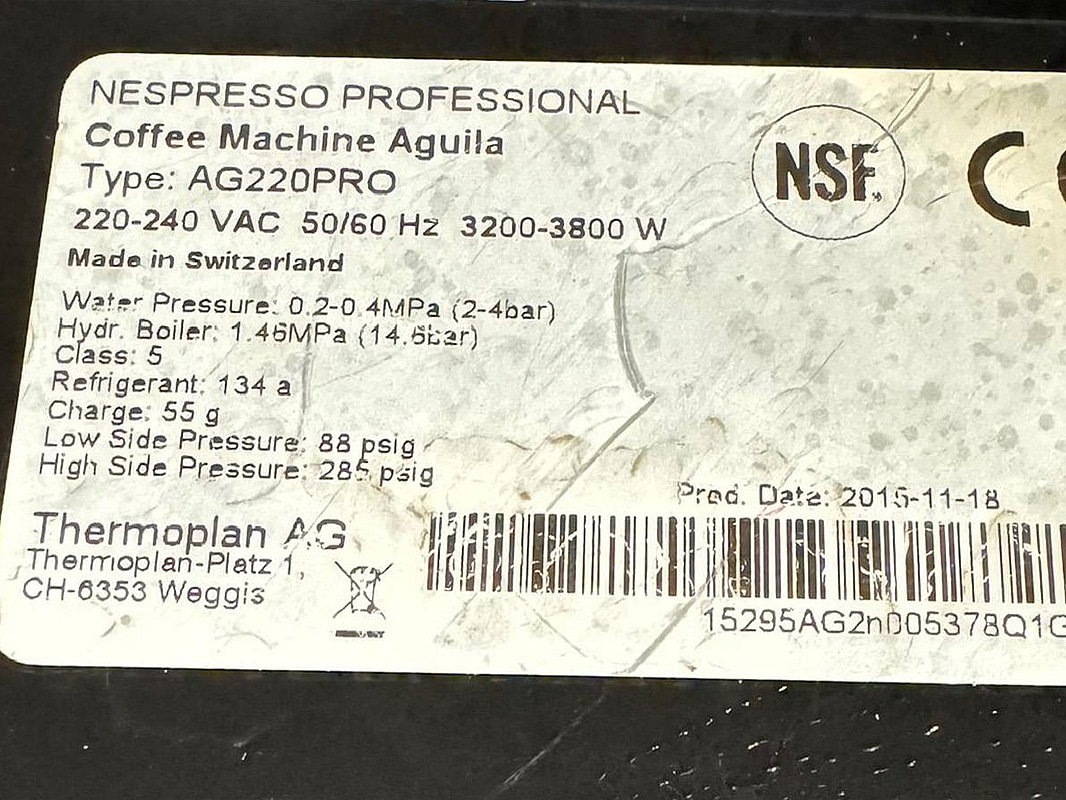 NESPRESSO PROFESSIONAL
Coffee Machine Aguila
Type: AG220PRO
220-240 VAC 50/60 Hz 3200-3800 W
Made in Switzerland
Water Pressure: 0.2-0.4MPa (2-4bar)
Hydr. Boiler: 1.46MPa (14.6bar)
Class: 5
Refrigerant: 134 a
Charge: 55 g
Low Side Pressure: 88 psig
High Side Pressure: 285 psig
Thermoplan AG
Thermoplan-Platz 1,
CH-6353 Weggis
NSF.
CE
Prod. Date: 2015-11-18
15295AG2n005378Q1G